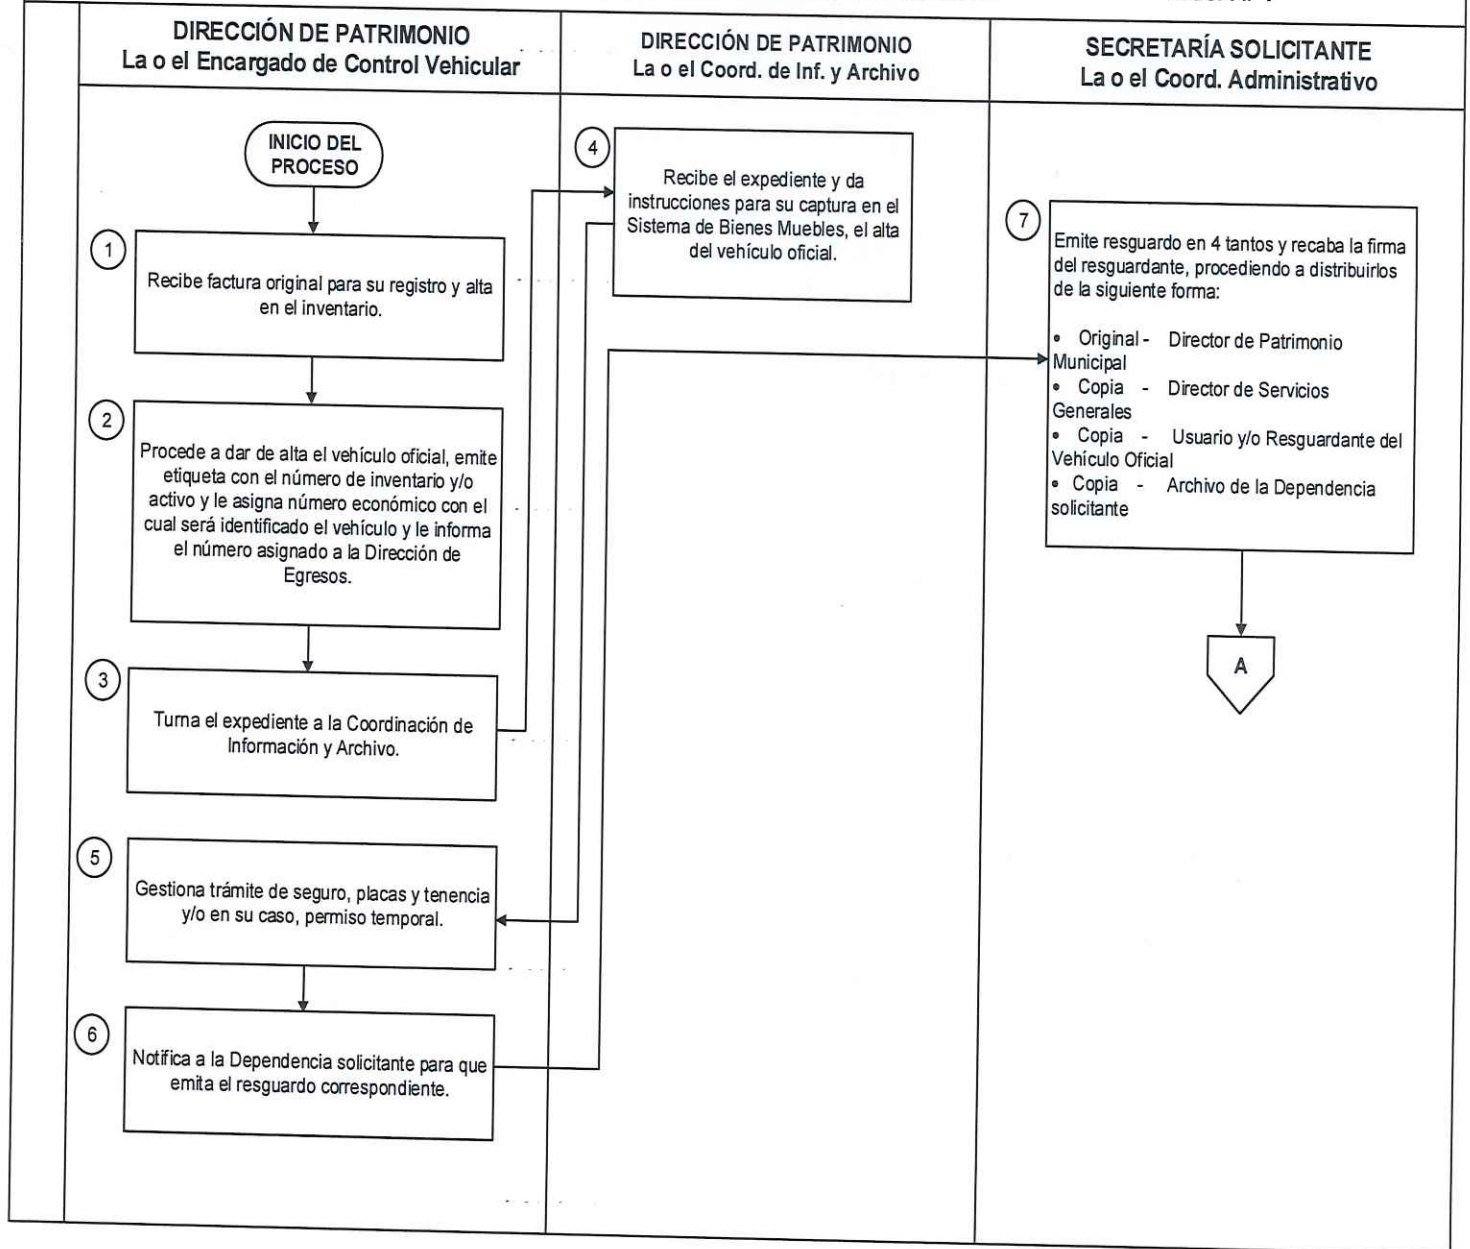 DIRECCIÓN DE PATRIMONIO
La o el Encargado de Control Vehicular
DIRECCIÓN DE PATRIMONIO
La o el Coord. de Inf. y Archivo
SECRETARÍA SOLICITANTE
La o el Coord. Administrativo
INICIO DEL
PROCESO
1
Recibe factura original para su registro y alta
en el inventario.
2
Procede a dar de alta el vehículo oficial, emite
etiqueta con el número de inventario y/o
activo y le asigna número económico con el
cual será identificado el vehículo y le informa
el número asignado a la Dirección de
Egresos.
3
Turna el expediente a la Coordinación de
Información y Archivo.
4
Recibe el expediente y da
instrucciones para su captura en el
Sistema de Bienes Muebles, el alta
del vehículo oficial.
5
Gestiona trámite de seguro, placas y tenencia
y/o en su caso, permiso temporal.
6
Notifica a la Dependencia solicitante para que
emita el resguardo correspondiente.
7
Emite resguardo en 4 tantos y recaba la firma
del resguardante, procediendo a distribuirlos
de la siguiente forma:
• Original - Director de Patrimonio
Municipal
• Copia - Director de Servicios
Generales
• Copia - Usuario y/o Resguardante del
Vehículo Oficial
• Copia - Archivo de la Dependencia
solicitante
A